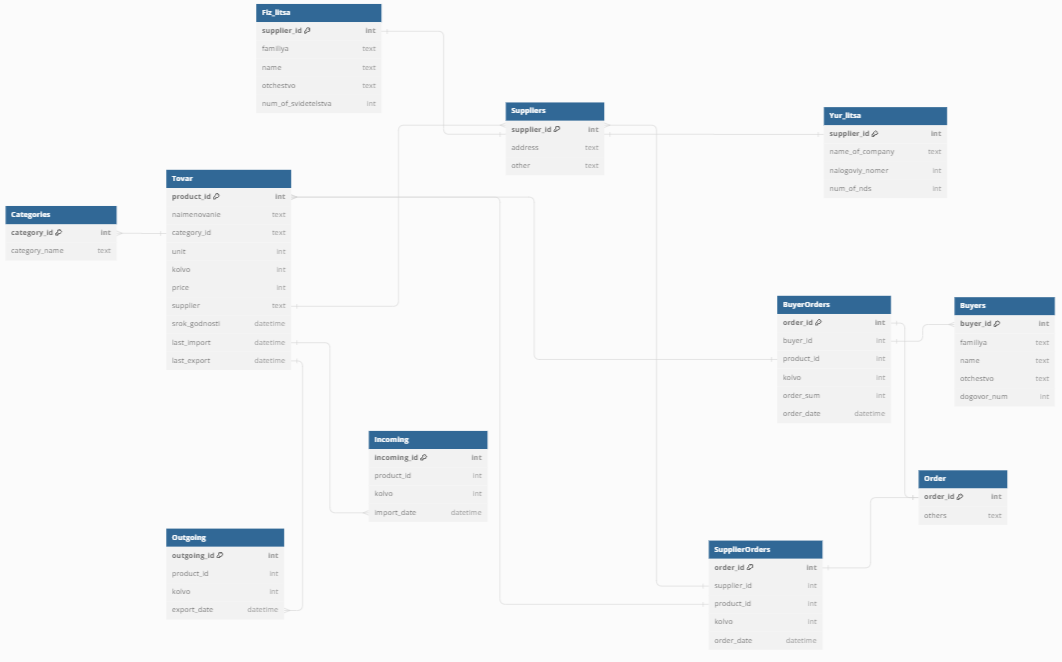 Fiz_litsa
supplier_id int
familiya text
name text
otchestvo text
num_of_svidetelstva int
Suppliers
supplier_id int
address text
other text
Yur_litsa
supplier_id int
name_of_company text
nalogoviy_nomer int
num_of_nds int
Tovar
product_id int
naimenovanie text
category_id text
unit int
kolvo int
price int
supplier text
srok_godnosti datetime
last_import datetime
last_export datetime
Categories
category_id int
category_name text
BuyerOrders
order_id int
buyer_id int
product_id int
kolvo int
order_sum int
order_date datetime
Buyers
buyer_id int
familiya text
name text
otchestvo text
dogovor_num int
Incoming
incoming_id int
product_id int
kolvo int
import_date datetime
Order
order_id int
others text
Outgoing
outgoing_id int
product_id int
kolvo int
export_date datetime
SupplierOrders
order_id int
supplier_id int
product_id int
kolvo int
order_date datetime